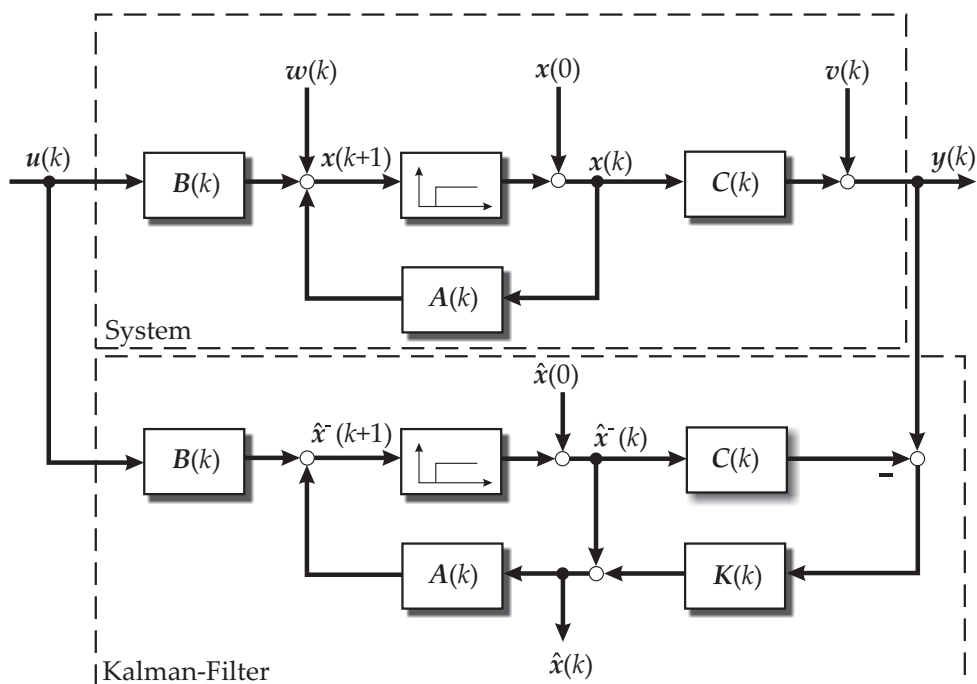 w(k)
x(0)
v(k)
u(k)
B(k)
x(k+1)
x(k)
C(k)
y(k)
A(k)
System
x̂(0)
B(k)
x̂⁻(k+1)
x̂⁻(k)
C(k)
–
A(k)
K(k)
x̂(k)
Kalman-Filter